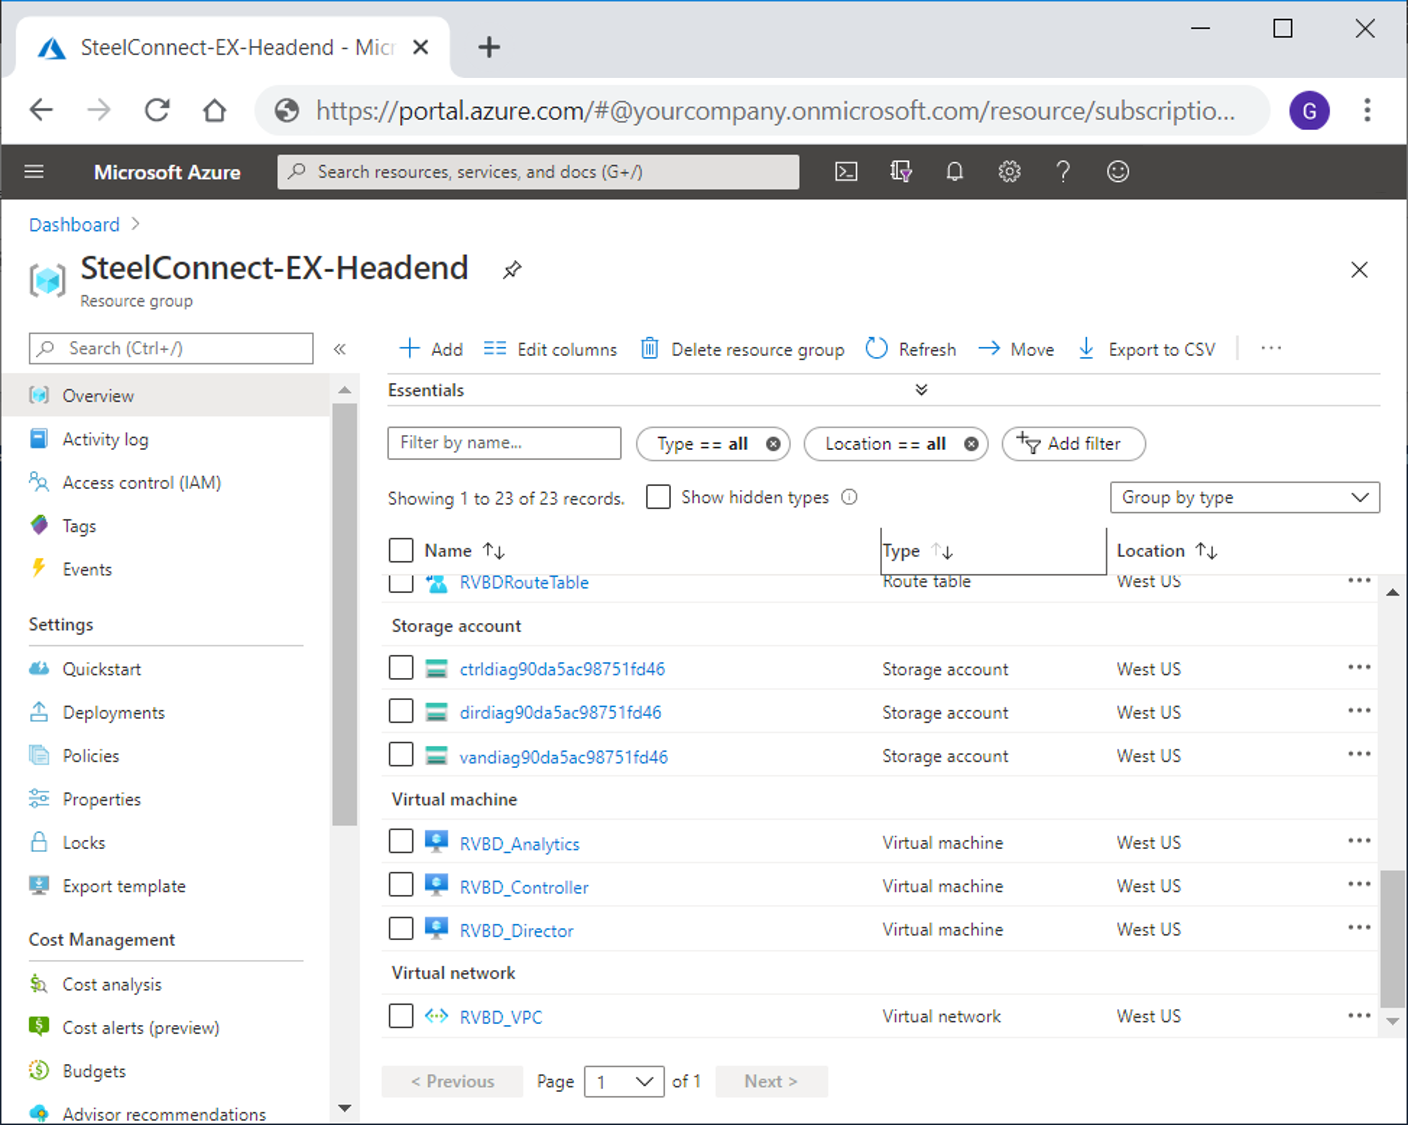 SteelConnect-EX-Headend - Micr
https://portal.azure.com/#@yourcompany.onmicrosoft.com/resource/subscriptio...
G
Microsoft Azure
Search resources, services, and docs (G+/)
Dashboard >
SteelConnect-EX-Headend
Resource group
Search (Ctrl+/)
«
Add
Edit columns
Delete resource group
Refresh
Move
Export to CSV
...
Overview
Activity log
Access control (IAM)
Tags
Events
Settings
Quickstart
Deployments
Policies
Properties
Locks
Export template
Cost Management
Cost analysis
Cost alerts (preview)
Budgets
Advisor recommendations
Essentials
Filter by name...
Type == all
Location == all
Add filter
Showing 1 to 23 of 23 records.
Show hidden types
Group by type
Name ↑↓
Type ↑↓
Location ↑↓
RVBDRouteTable
Route table
West US
Storage account
ctrldiag90da5ac98751fd46
Storage account
West US
dirdiag90da5ac98751fd46
Storage account
West US
vandiag90da5ac98751fd46
Storage account
West US
Virtual machine
RVBD_Analytics
Virtual machine
West US
RVBD_Controller
Virtual machine
West US
RVBD_Director
Virtual machine
West US
Virtual network
RVBD_VPC
Virtual network
West US
< Previous
Page
1
of 1
Next >